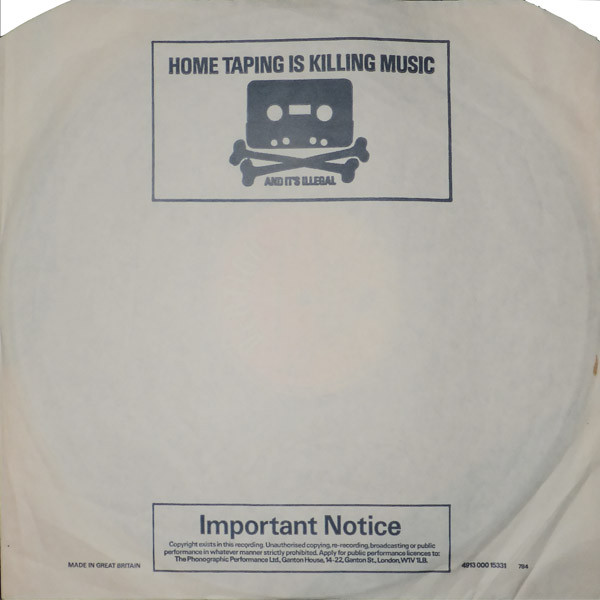 HOME TAPING IS KILLING MUSIC
AND IT'S ILLEGAL
Important Notice
Copyright exists in this recording. Unauthorised copying, re-recording, broadcasting or public
performance in whatever manner strictly prohibited. Apply for public performance licences to:
The Phonographic Performance Ltd., Ganton House, 14-22, Ganton St., London, W1V 1LB.
MADE IN GREAT BRITAIN
4913 000 15331 784